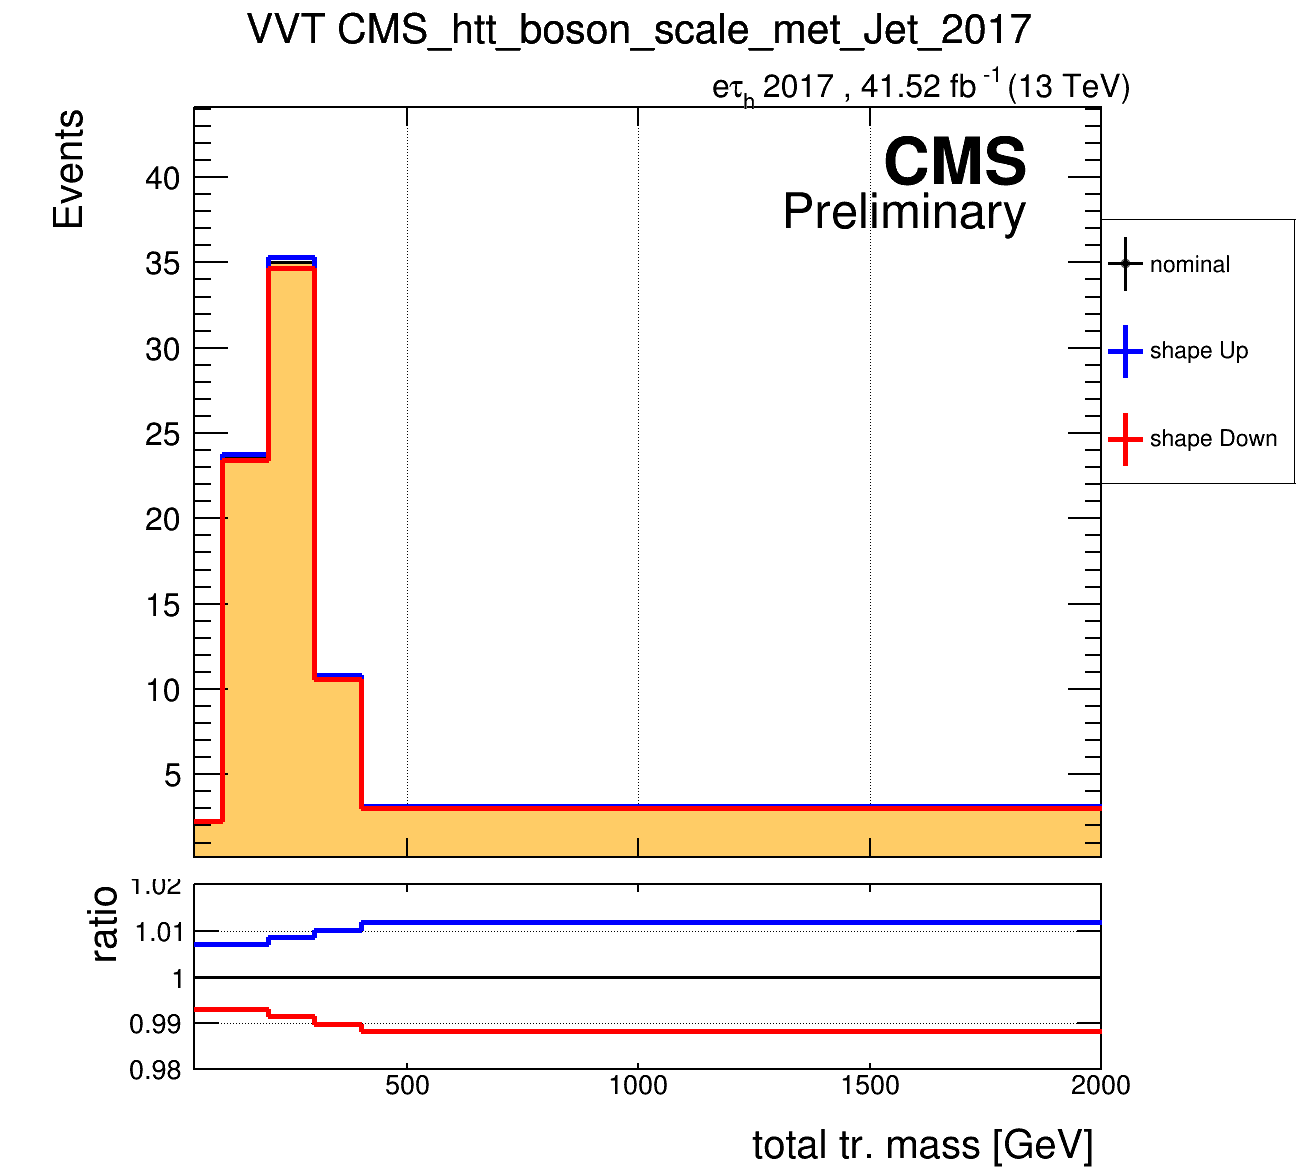 VVT CMS_htt_boson_scale_met_Jet_2017
eτh 2017 , 41.52 fb -1 (13 TeV)
Events
CMS
Preliminary
40
35
30
25
20
15
10
5
nominal
shape Up
shape Down
ratio
1.02
1.01
1
0.99
0.98
500 1000 1500 2000
total tr. mass [GeV]